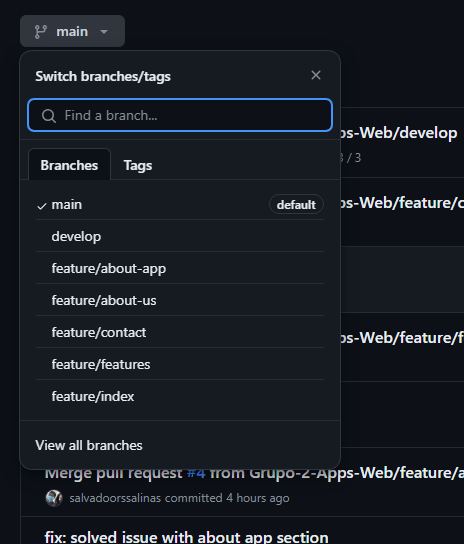 main
Switch branches/tags
Find a branch...
ps-Web/develop
Branches
Tags
/ 3
main
default
ps-Web/feature/c
develop
feature/about-app
feature/about-us
feature/contact
ps-Web/feature/f
feature/features
feature/index
View all branches
Merge pull request #4 from Grupo-2-Apps-Web/feature/a
salvadoorssalinas committed 4 hours ago
fix: solved issue with about app section